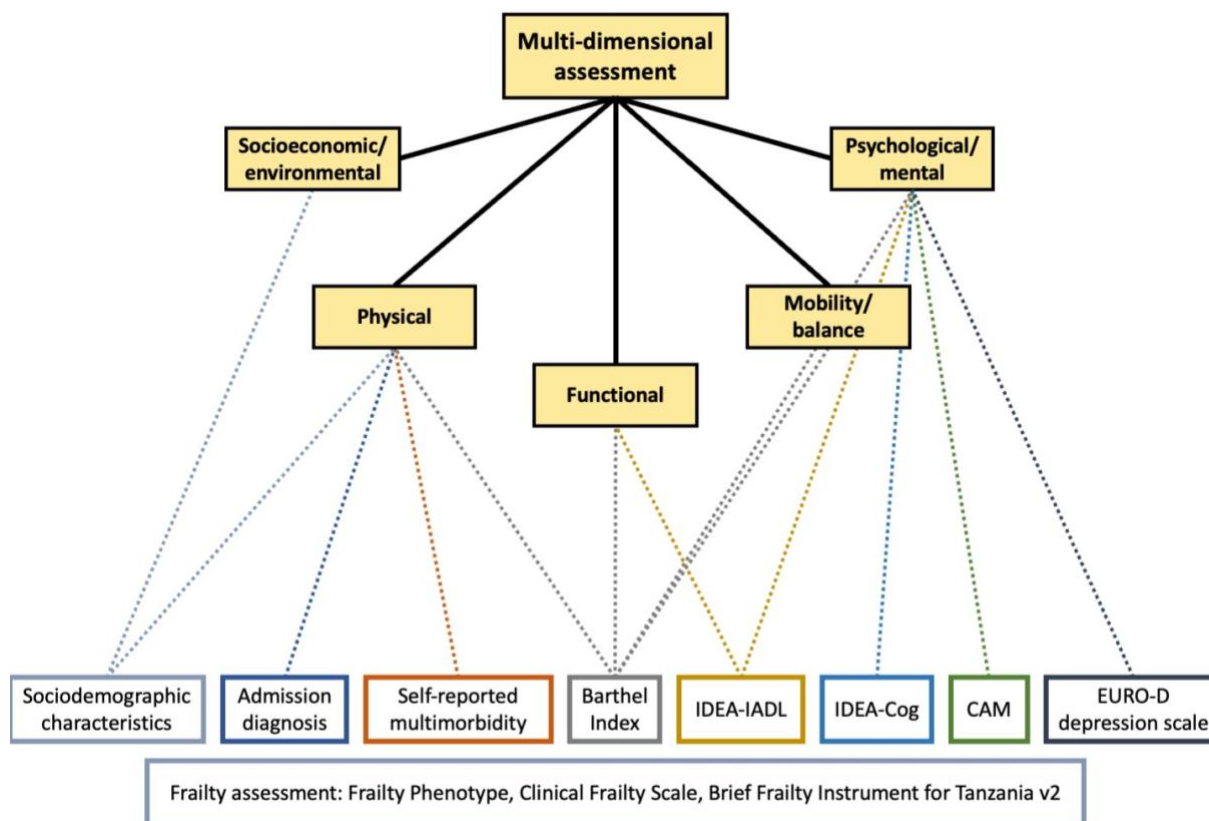 Multi-dimensional
assessment
Socioeconomic/
environmental
Psychological/
mental
Physical
Mobility/
balance
Functional
Sociodemographic
characteristics
Admission
diagnosis
Self-reported
multimorbidity
Barthel
Index
IDEA-IADL
IDEA-Cog
CAM
EURO-D
depression scale
Frailty assessment: Frailty Phenotype, Clinical Frailty Scale, Brief Frailty Instrument for Tanzania v2